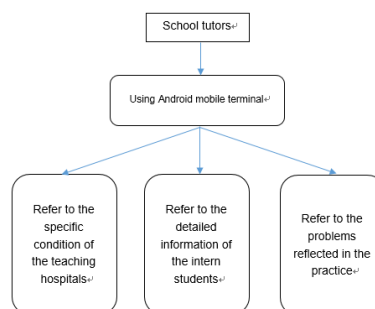 School tutors
Using Android mobile terminal
Refer to the
specific
condition of
the teaching
hospitals
Refer to the
detailed
information of
the intern
students
Refer to the
problems
reflected in the
practice